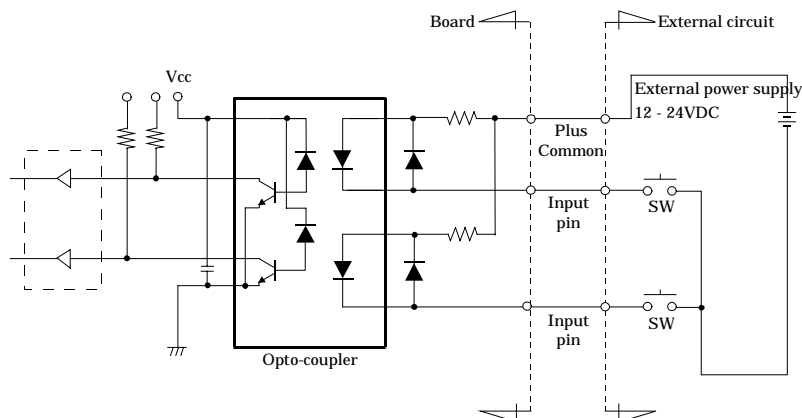 Board
External circuit
Vcc
External power supply
12 - 24VDC
Plus
Common
Input
pin
SW
Input
pin
SW
Opto-coupler